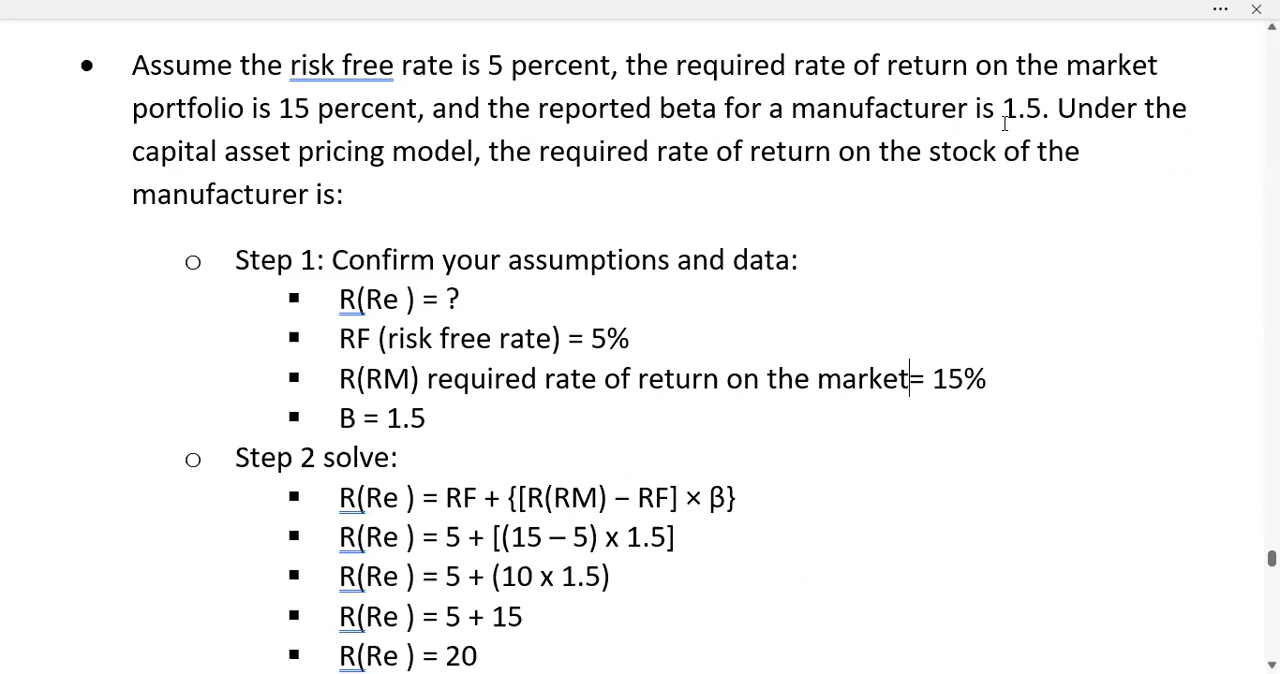 • Assume the risk free rate is 5 percent, the required rate of return on the market
portfolio is 15 percent, and the reported beta for a manufacturer is 1.5. Under the
capital asset pricing model, the required rate of return on the stock of the
manufacturer is:
o Step 1: Confirm your assumptions and data:
▪ R(Re ) = ?
▪ RF (risk free rate) = 5%
▪ R(RM) required rate of return on the market= 15%
▪ B = 1.5
o Step 2 solve:
▪ R(Re ) = RF + {[R(RM) − RF] × β}
▪ R(Re ) = 5 + [(15 – 5) x 1.5]
▪ R(Re ) = 5 + (10 x 1.5)
▪ R(Re ) = 5 + 15
▪ R(Re ) = 20